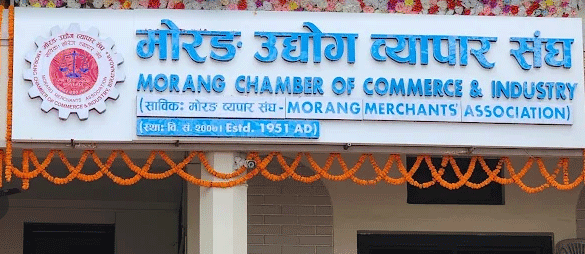 मोरङ उद्योग व्यापार संघ
MORANG CHAMBER OF COMMERCE & INDUSTRY
(साविक: मोरङ व्यापार संघ - MORANG MERCHANTS' ASSOCIATION)
(स्था: वि. सं. २००८ Estd. 1951 AD)